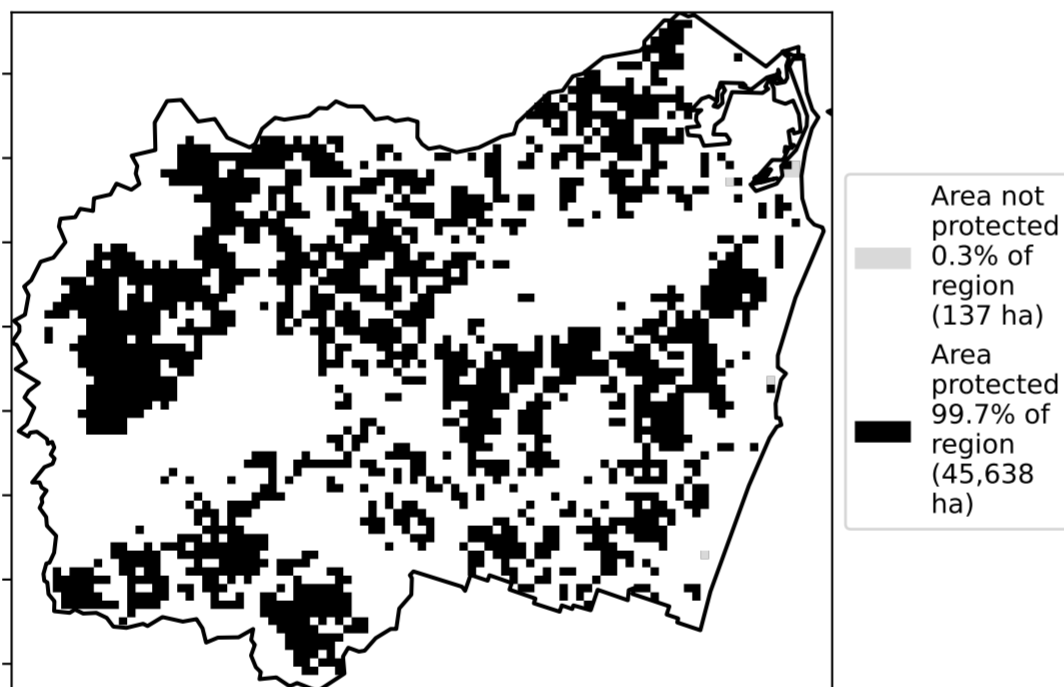 Area not
protected
0.3% of
region
(137 ha)
Area
protected
99.7% of
region
(45,638
ha)